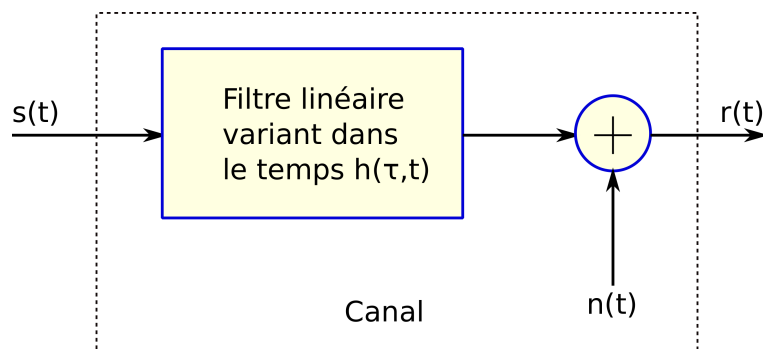 s(t)
Filtre linéaire
variant dans
le temps h(τ,t)
r(t)
n(t)
Canal